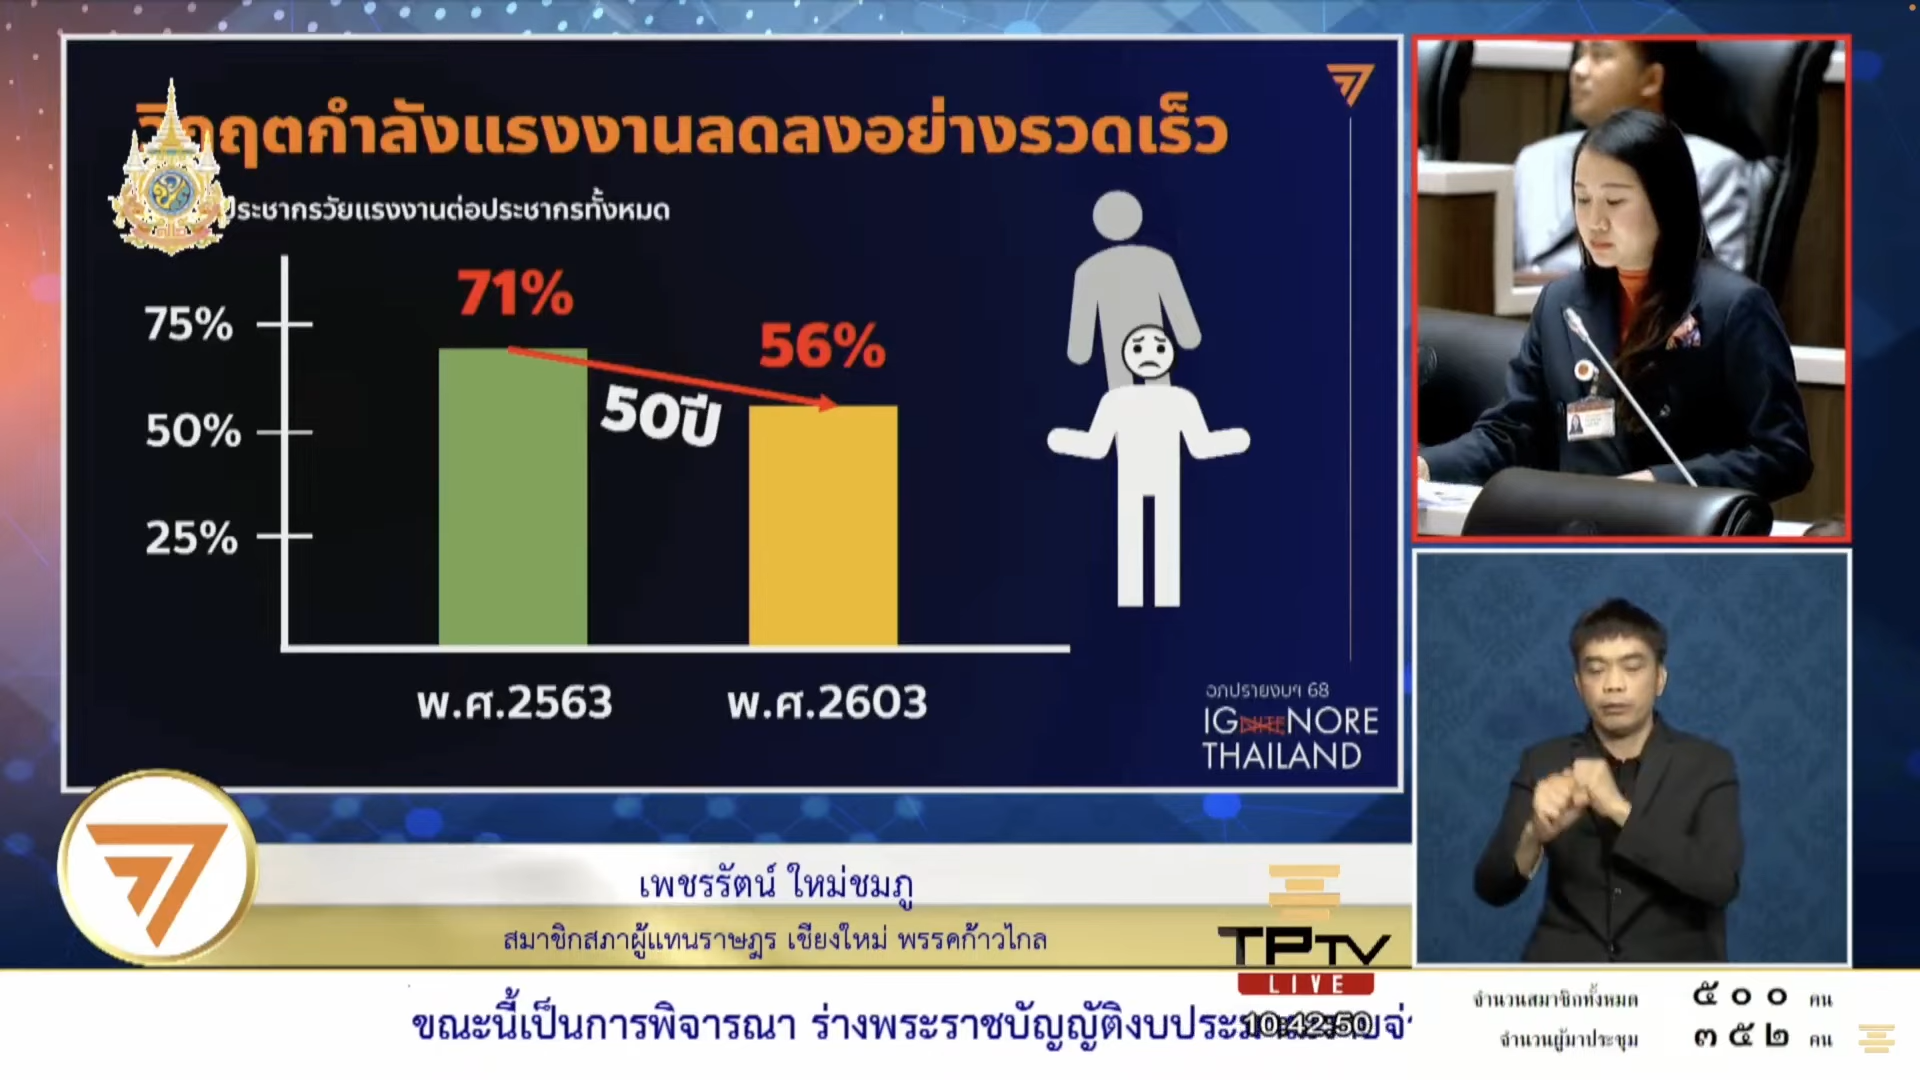 กำลังแรงงานลดลงอย่างรวดเร็ว
ประชากรวัยแรงงานต่อประชากรทั้งหมด
75%
50%
25%
71%
50ปี
56%
พ.ศ.2563
พ.ศ.2603
อภิปรายงบฯ 68
IGNORE
THAILAND
เพชรรัตน์ ใหม่ชมภู
สมาชิกสภาผู้แทนราษฎร เชียงใหม่ พรรคก้าวไกล
TPTV
LIVE
10:42:50
ขณะนี้เป็นการพิจารณา ร่างพระราชบัญญัติงบประม
จำนวนสมาชิกทั้งหมด ๕๐๐ คน
จำนวนผู้มาประชุม ๓๕๒ คน